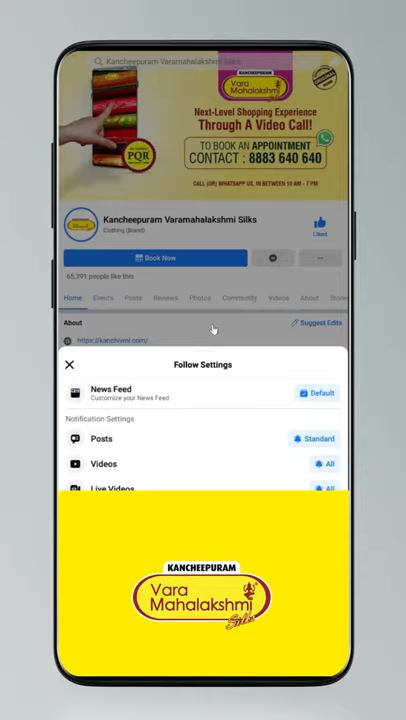 Kancheepuram Varamahalakshmi Silks
KANCHEEPURAM
Vara
Mahalakshmi
Next-Level Shopping Experience
Through A Video Call!
TO BOOK AN APPOINTMENT
CONTACT : 8883 640 640
CALL (OR) WHATSAPP US, IN BETWEEN 10 AM - 7 PM
PQR
Kancheepuram Varamahalakshmi Silks
Clothing (Brand)
Liked
Book Now
65,391 people like this
Home Events Posts Reviews Photos Community Videos About
About
Suggest Edits
Follow Settings
News Feed
Customize your News Feed
Default
Notification Settings
Posts
Standard
Videos
All
Live Videos
All
KANCHEEPURAM
Vara
Mahalakshmi
Silks